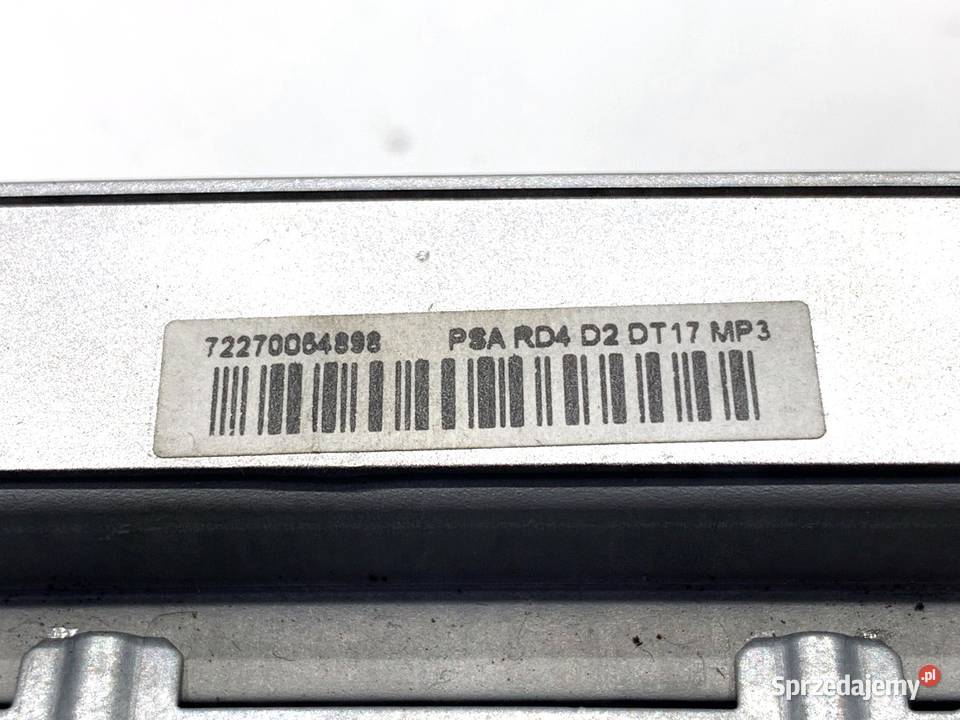 72270064898 PSA RD4 D2 DT17 MP3
Sprzedajemy.pl